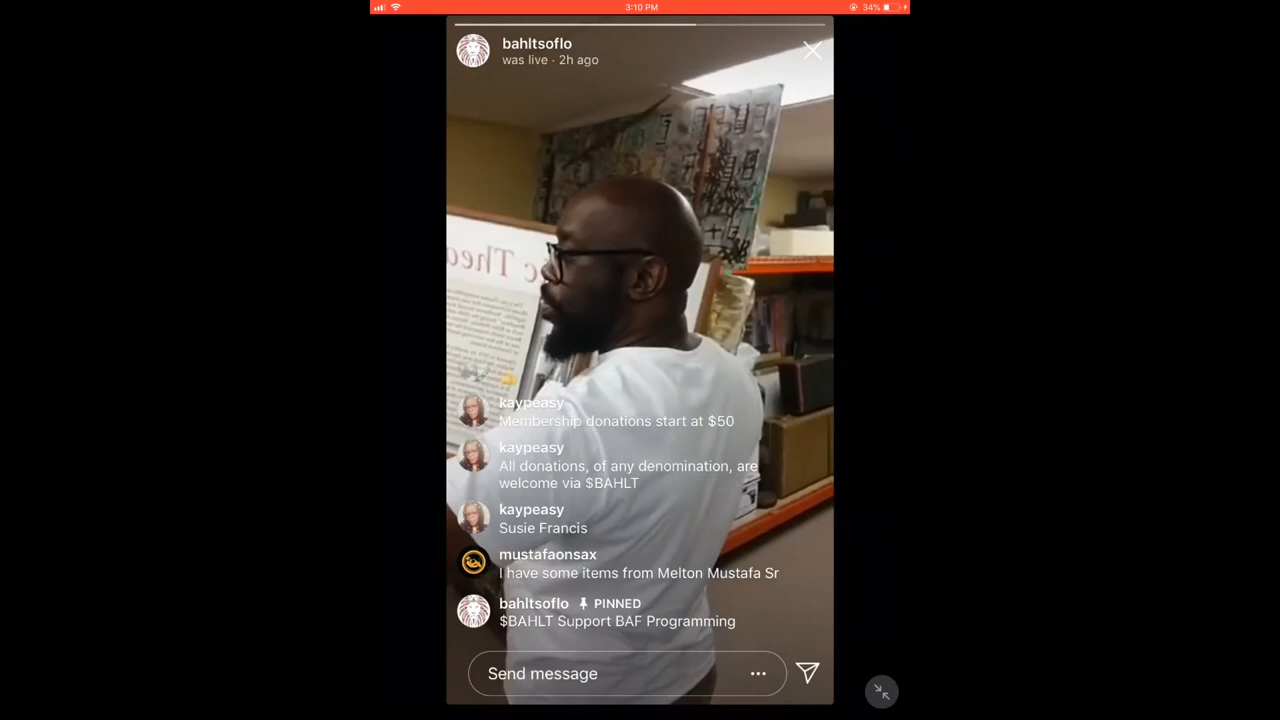 3:10 PM
34%
bahltsoflo
was live · 2h ago
c Thea
kaypeasy
Membership donations start at $50
kaypeasy
All donations, of any denomination, are
welcome via $BAHLT
kaypeasy
Susie Francis
mustafaonsax
I have some items from Melton Mustafa Sr
bahltsoflo PINNED
$BAHLT Support BAF Programming
Send message